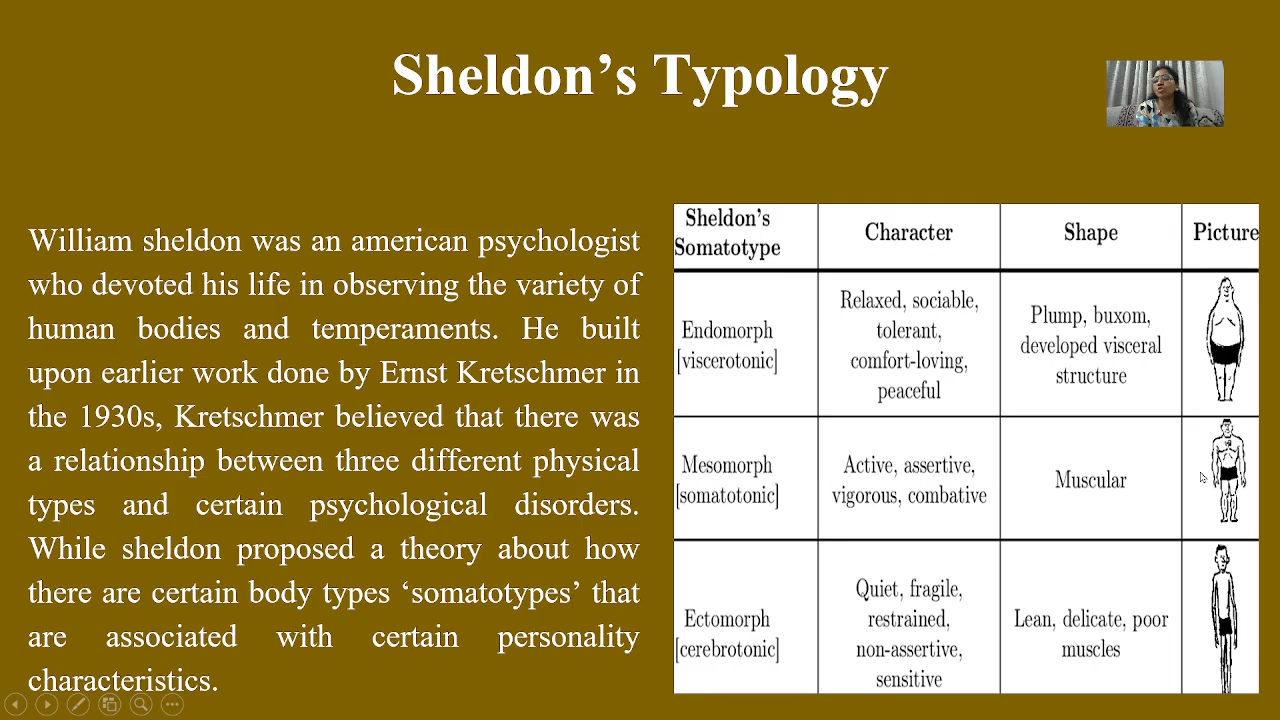 Sheldon’s Typology
William sheldon was an american psychologist
who devoted his life in observing the variety of
human bodies and temperaments. He built
upon earlier work done by Ernst Kretschmer in
the 1930s, Kretschmer believed that there was
a relationship between three different physical
types and certain psychological disorders.
While sheldon proposed a theory about how
there are certain body types ‘somatotypes’ that
are associated with certain personality
characteristics.
Sheldon’s
Somatotype
Character
Shape
Picture
Endomorph
[viscerotonic]
Relaxed, sociable,
tolerant,
comfort-loving,
peaceful
Plump, buxom,
developed visceral
structure
Mesomorph
[somatotonic]
Active, assertive,
vigorous, combative
Muscular
Ectomorph
[cerebrotonic]
Quiet, fragile,
restrained,
non-assertive,
sensitive
Lean, delicate, poor
muscles